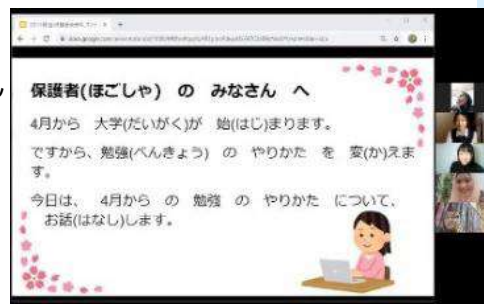 保護者(ほごしゃ) の みなさん へ
4月から 大学(だいがく)が 始(はじ)まります。
ですから、勉強(べんきょう) の やりかた を 変(か)えま
す。
今日は、 4月から の 勉強 の やりかた について、
お話(はなし)します。